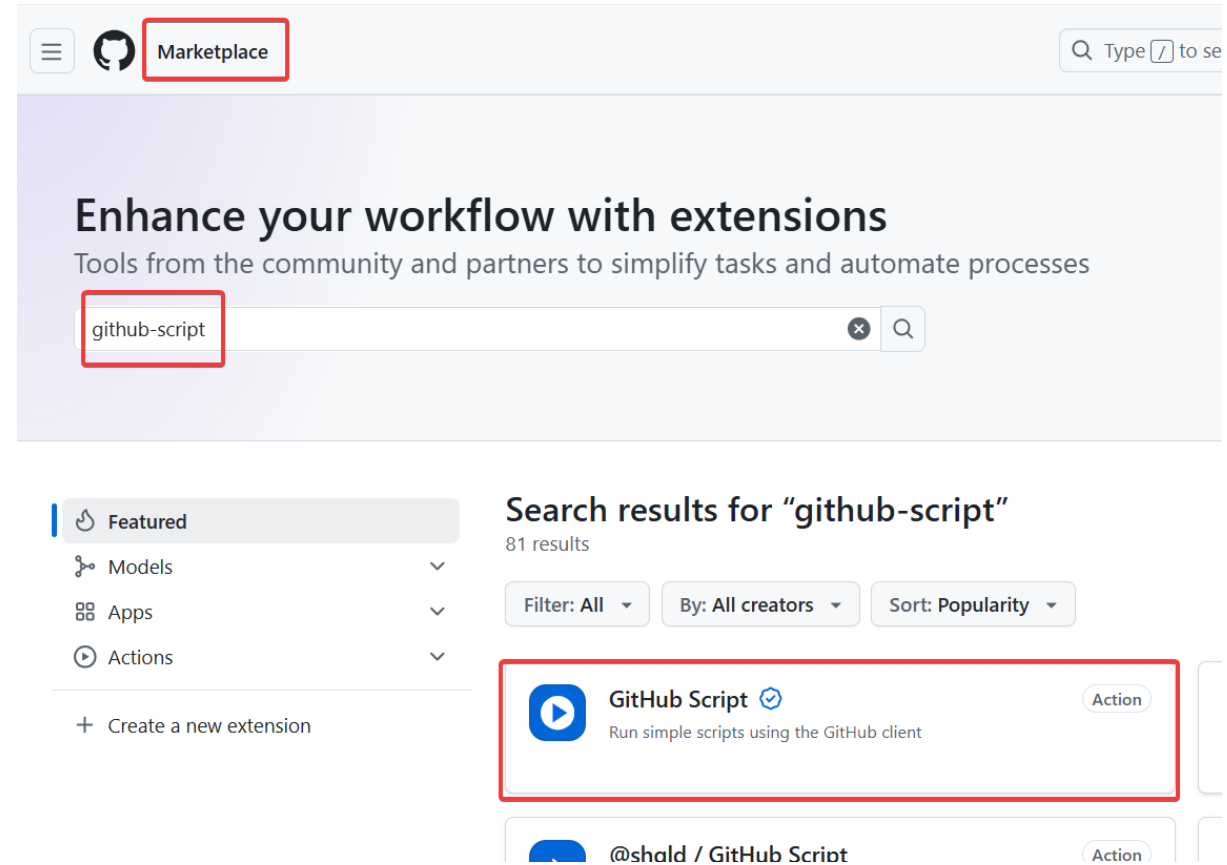 Marketplace
Type / to se
Enhance your workflow with extensions
Tools from the community and partners to simplify tasks and automate processes
github-script
Featured
Models
Apps
Actions
Create a new extension
Search results for “github-script”
81 results
Filter: All By: All creators Sort: Popularity
GitHub Script Action
Run simple scripts using the GitHub client
@shqld / GitHub Script Action